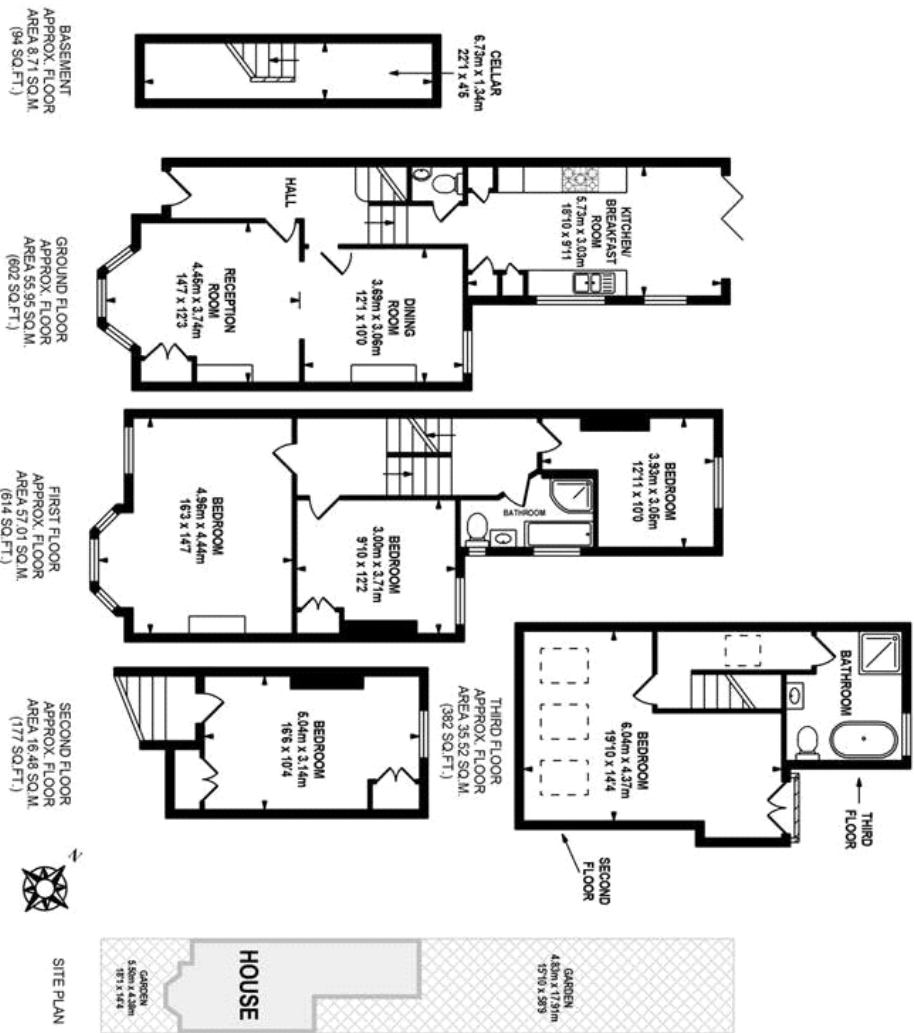 CELLAR
6.73m x 1.34m
22'1 x 4'5
BASEMENT
APPROX. FLOOR
AREA 8.71 SQ.M.
(94 SQ.FT.)
KITCHEN/
BREAKFAST
ROOM
5.73m x 3.03m
18'10 x 9'11
HALL
DINING
ROOM
3.69m x 3.06m
12'1 x 10'0
RECEPTION
ROOM
4.45m x 3.74m
14'7 x 12'3
GROUND FLOOR
APPROX. FLOOR
AREA 55.95 SQ.M.
(602 SQ.FT.)
BEDROOM
3.93m x 3.05m
12'11 x 10'0
BATHROOM
BEDROOM
3.00m x 3.71m
9'10 x 12'2
BEDROOM
4.96m x 4.44m
16'3 x 14'7
FIRST FLOOR
APPROX. FLOOR
AREA 57.01 SQ.M.
(614 SQ.FT.)
BEDROOM
5.04m x 3.14m
16'6 x 10'4
SECOND FLOOR
APPROX. FLOOR
AREA 16.48 SQ.M.
(177 SQ.FT.)
BATHROOM
THIRD
FLOOR
BEDROOM
6.04m x 4.37m
19'10 x 14'4
SECOND
FLOOR
THIRD FLOOR
APPROX. FLOOR
AREA 35.52 SQ.M.
(382 SQ.FT.)
N
GARDEN
4.83m x 17.91m
15'10 x 58'9
HOUSE
GARDEN
5.50m x 4.38m
18'1 x 14'4
SITE PLAN